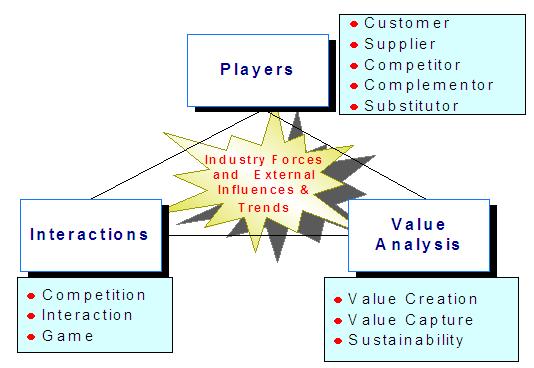 Players
Customer
Supplier
Competitor
Complementor
Substitutor
Industry Forces
and External
Influences &
Trends
Interactions
Competition
Interaction
Game
Value
Analysis
Value Creation
Value Capture
Sustainability